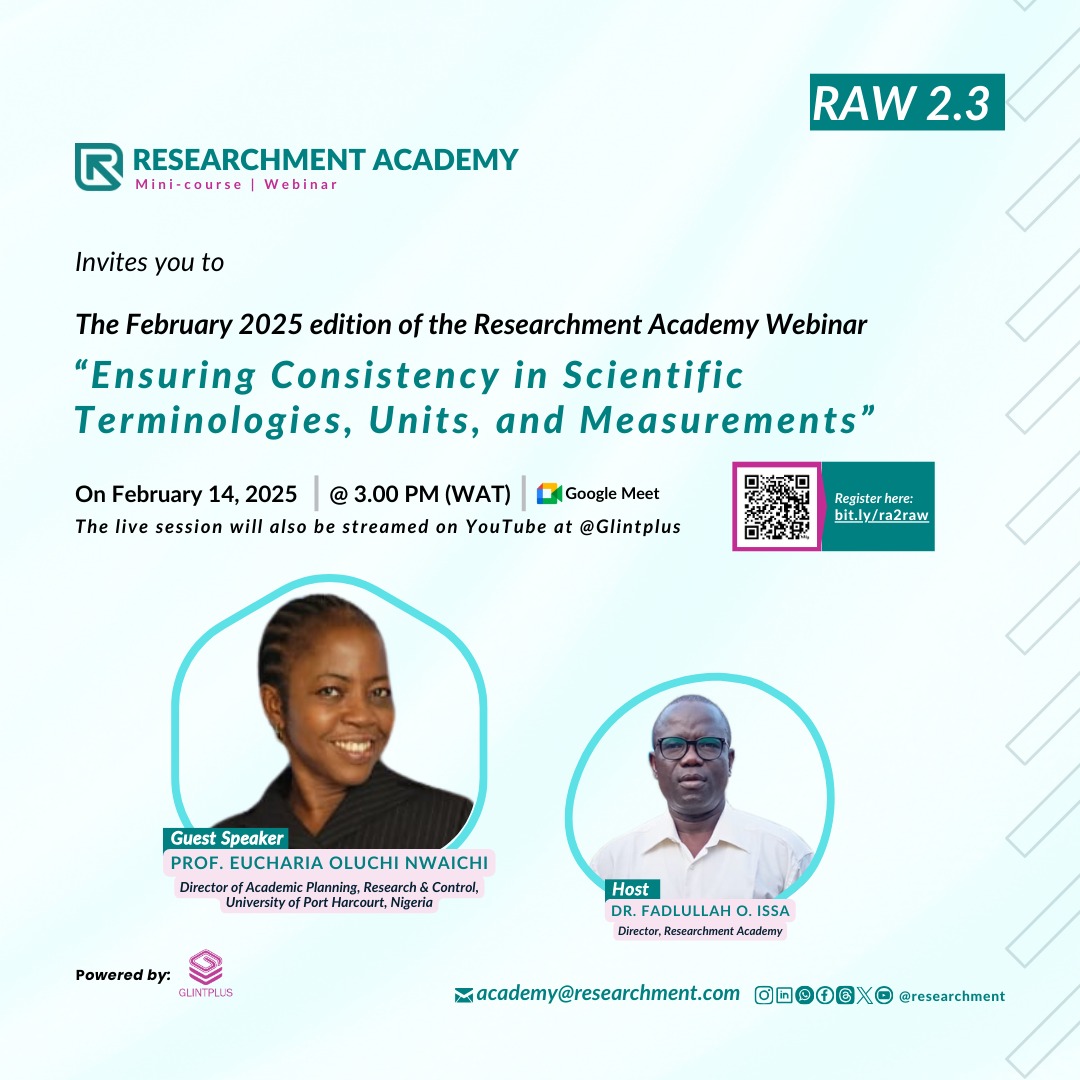 RAW 2.3
RESEARCHMENT ACADEMY
Mini-course | Webinar
Invites you to
The February 2025 edition of the Researchment Academy Webinar
“Ensuring Consistency in Scientific
Terminologies, Units, and Measurements”
On February 14, 2025 | @ 3.00 PM (WAT) | Google Meet
The live session will also be streamed on YouTube at @Glintplus
Register here:
bit.ly/ra2raw
Guest Speaker
PROF. EUCHARIA OLUCHI NWAICHI
Director of Academic Planning, Research & Control,
University of Port Harcourt, Nigeria
Host
DR. FADLULLAH O. ISSA
Director, Researchment Academy
Powered by:
GLINTPLUS
academy@researchment.com
@researchment